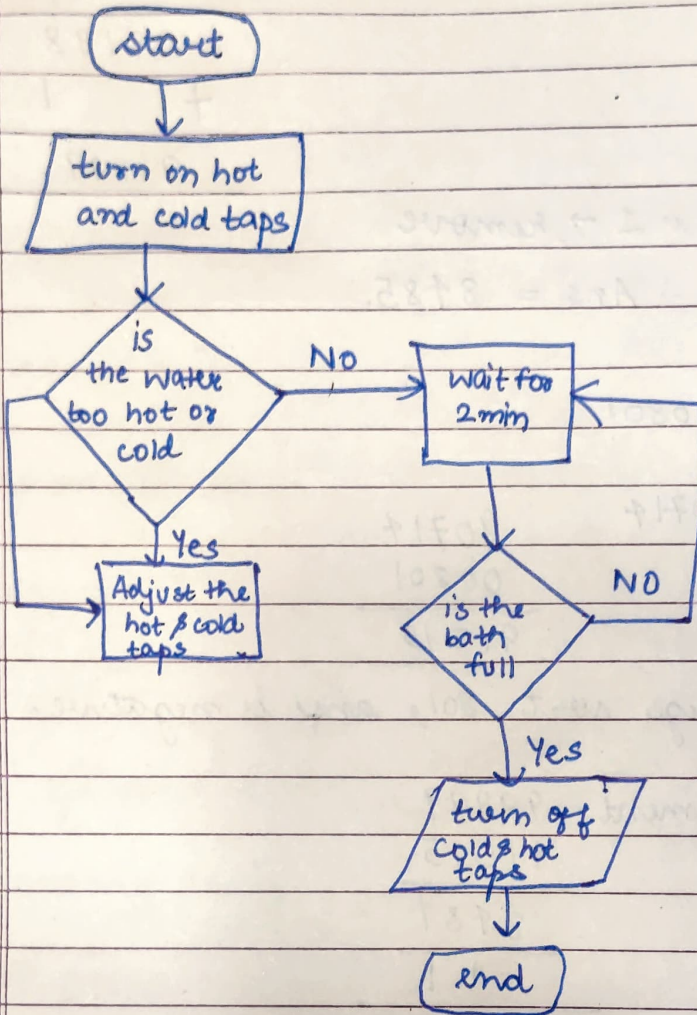 start
turn on hot
and cold taps
is
the water
too hot or
cold
NO
wait for
2min
Yes
Adjust the
hot & cold
taps
is the
bath
full
NO
Yes
turn off
cold & hot
taps
end